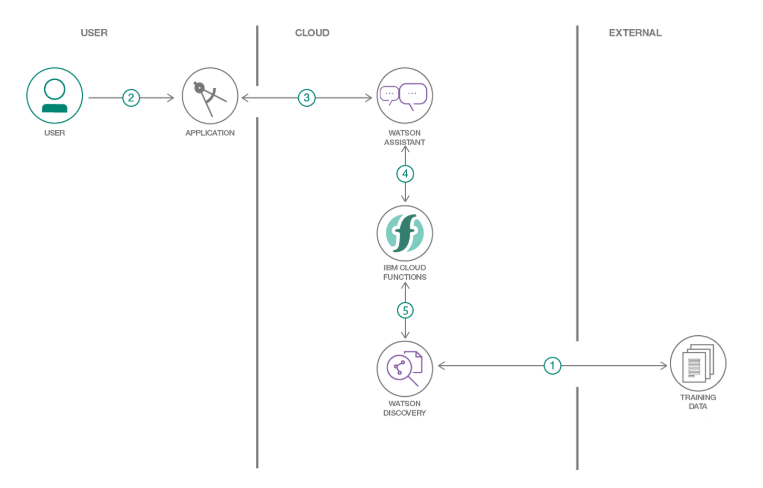 USER
CLOUD
EXTERNAL
2
3
USER
APPLICATION
WATSON
ASSISTANT
4
IBM CLOUD
FUNCTIONS
5
1
WATSON
DISCOVERY
TRAINING
DATA